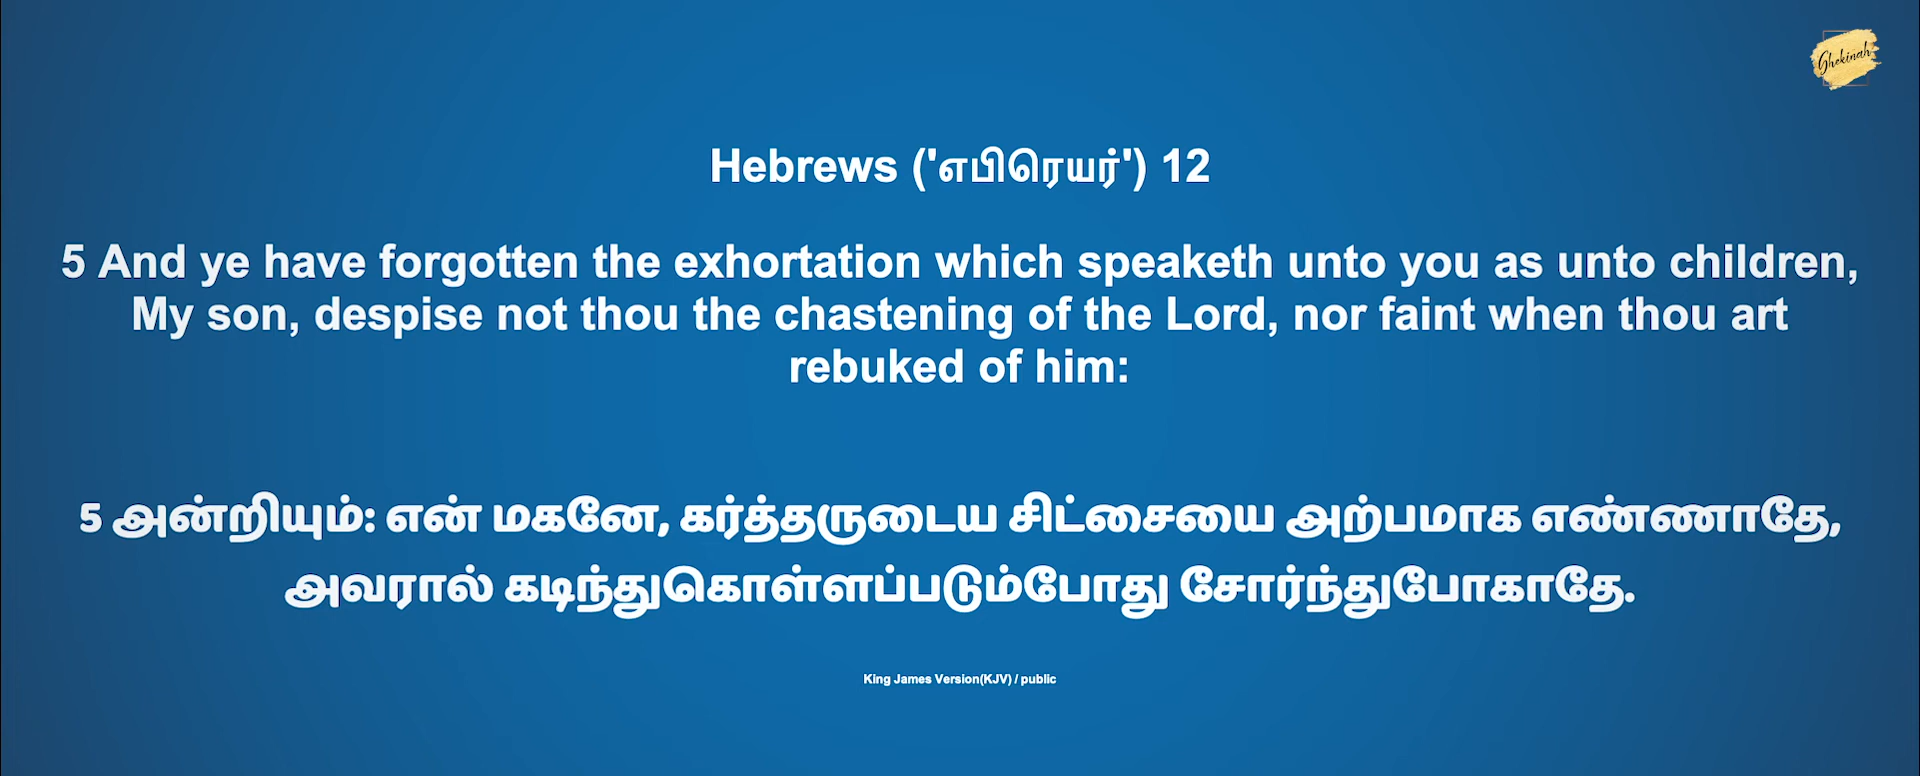 Ghekinah
Hebrews ('எபிரெயர்') 12
5 And ye have forgotten the exhortation which speaketh unto you as unto children,
My son, despise not thou the chastening of the Lord, nor faint when thou art
rebuked of him:
5 அன்றியும்: என் மகனே, கர்த்தருடைய சிட்சையை அற்பமாக எண்ணாதே,
அவரால் கடிந்துகொள்ளப்படும்போது சோர்ந்துபோகாதே.
King James Version(KJV) / public